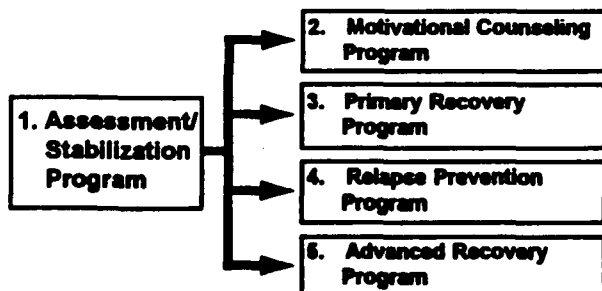 1. Assessment/
Stabilization
Program
2. Motivational Counseling
Program
3. Primary Recovery
Program
4. Relapse Prevention
Program
5. Advanced Recovery
Program